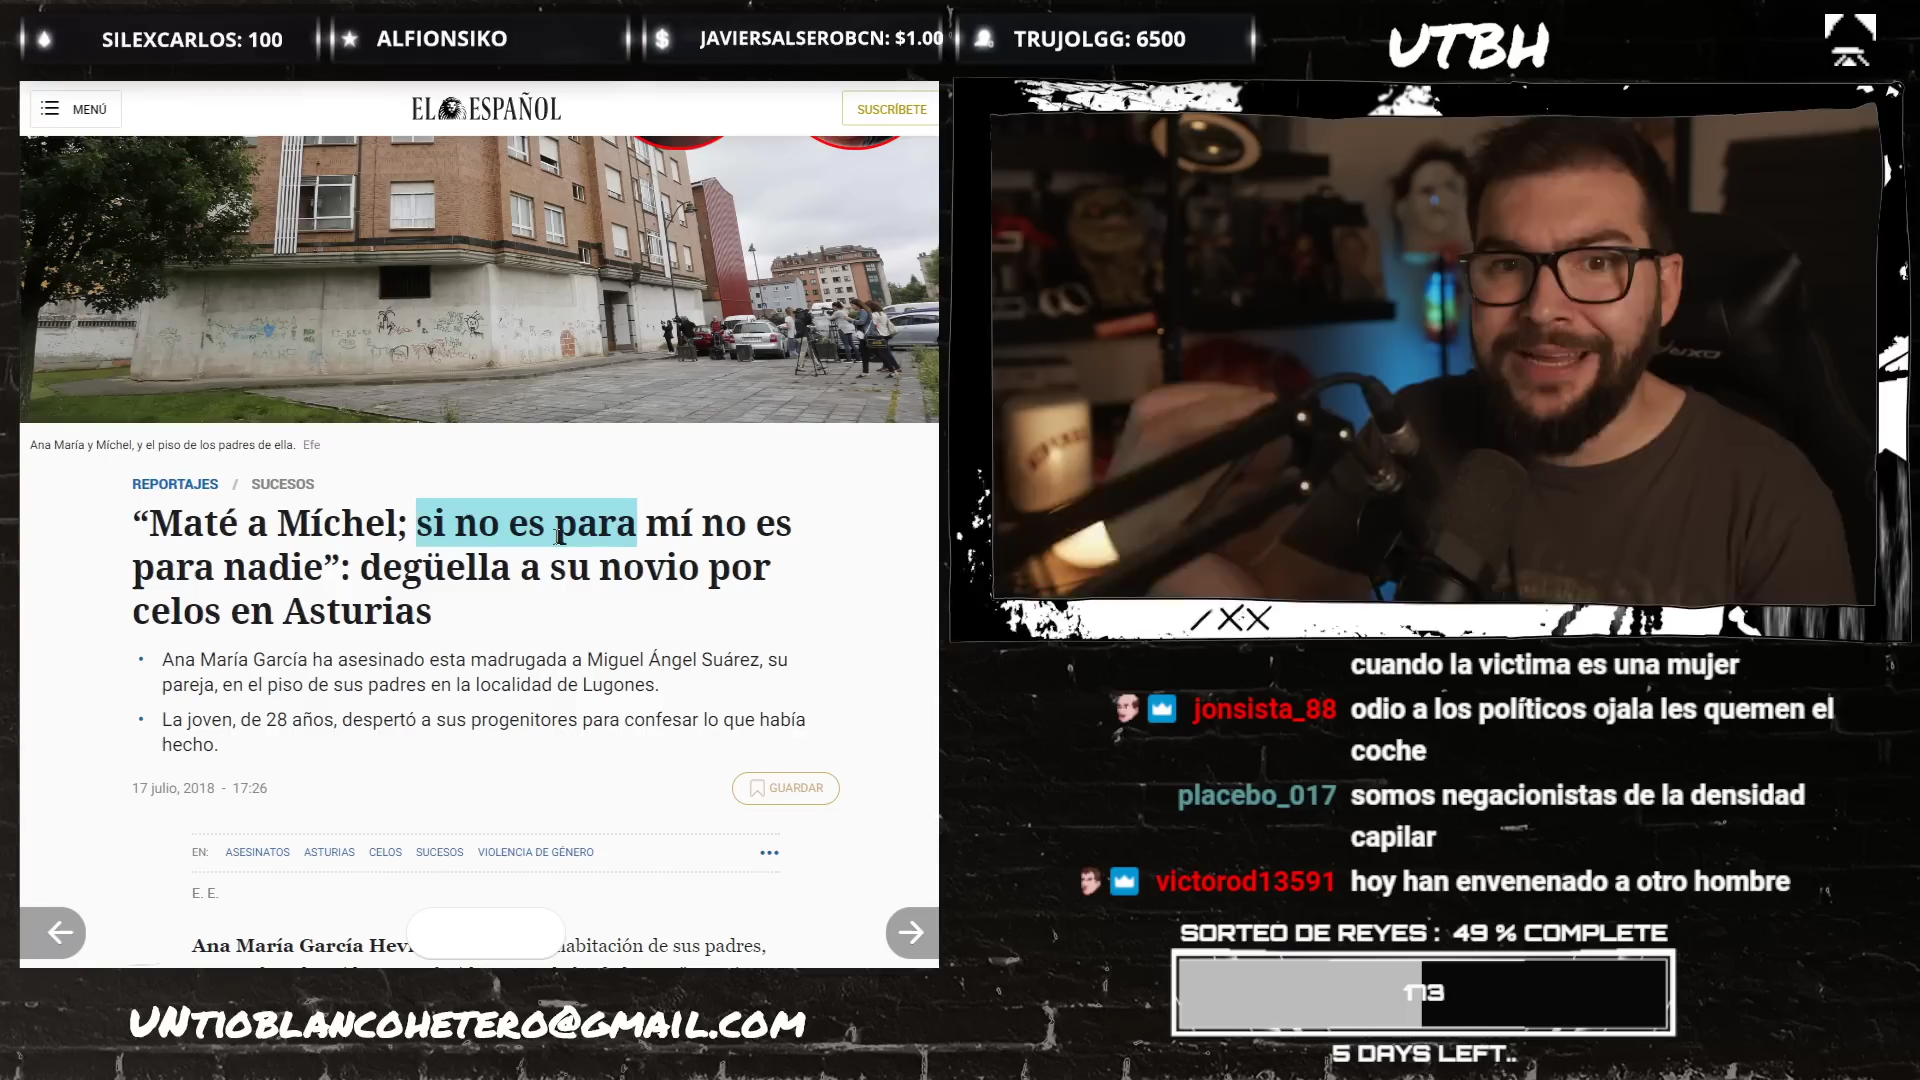 SILEXCARLOS: 100
ALFIONSIKO
JAVIERSALSEROBCN: $1.00
TRUJOLGG: 6500
UTBH
MENÚ
EL ESPAÑOL
SUSCRÍBETE
Ana María y Míchel, y el piso de los padres de ella. Efe
REPORTAJES / SUCESOS
“Maté a Míchel; si no es para mí no es
para nadie”: degüella a su novio por
celos en Asturias
• Ana María García ha asesinado esta madrugada a Miguel Ángel Suárez, su
pareja, en el piso de sus padres en la localidad de Lugones.
• La joven, de 28 años, despertó a sus progenitores para confesar lo que había
hecho.
17 julio, 2018 - 17:26
GUARDAR
EN: ASESINATOS ASTURIAS CELOS SUCESOS VIOLENCIA DE GÉNERO
E. E.
Ana María García habitación de sus padres,
UNTIOBLANCOHETERO@GMAIL.COM
cuando la victima es una mujer
jonsista_88 odio a los políticos ojala les quemen el
coche
placebo_017 somos negacionistas de la densidad
capilar
victorod13591 hoy han envenenado a otro hombre
SORTEO DE REYES : 49 % COMPLETE
173
5 DAYS LEFT..